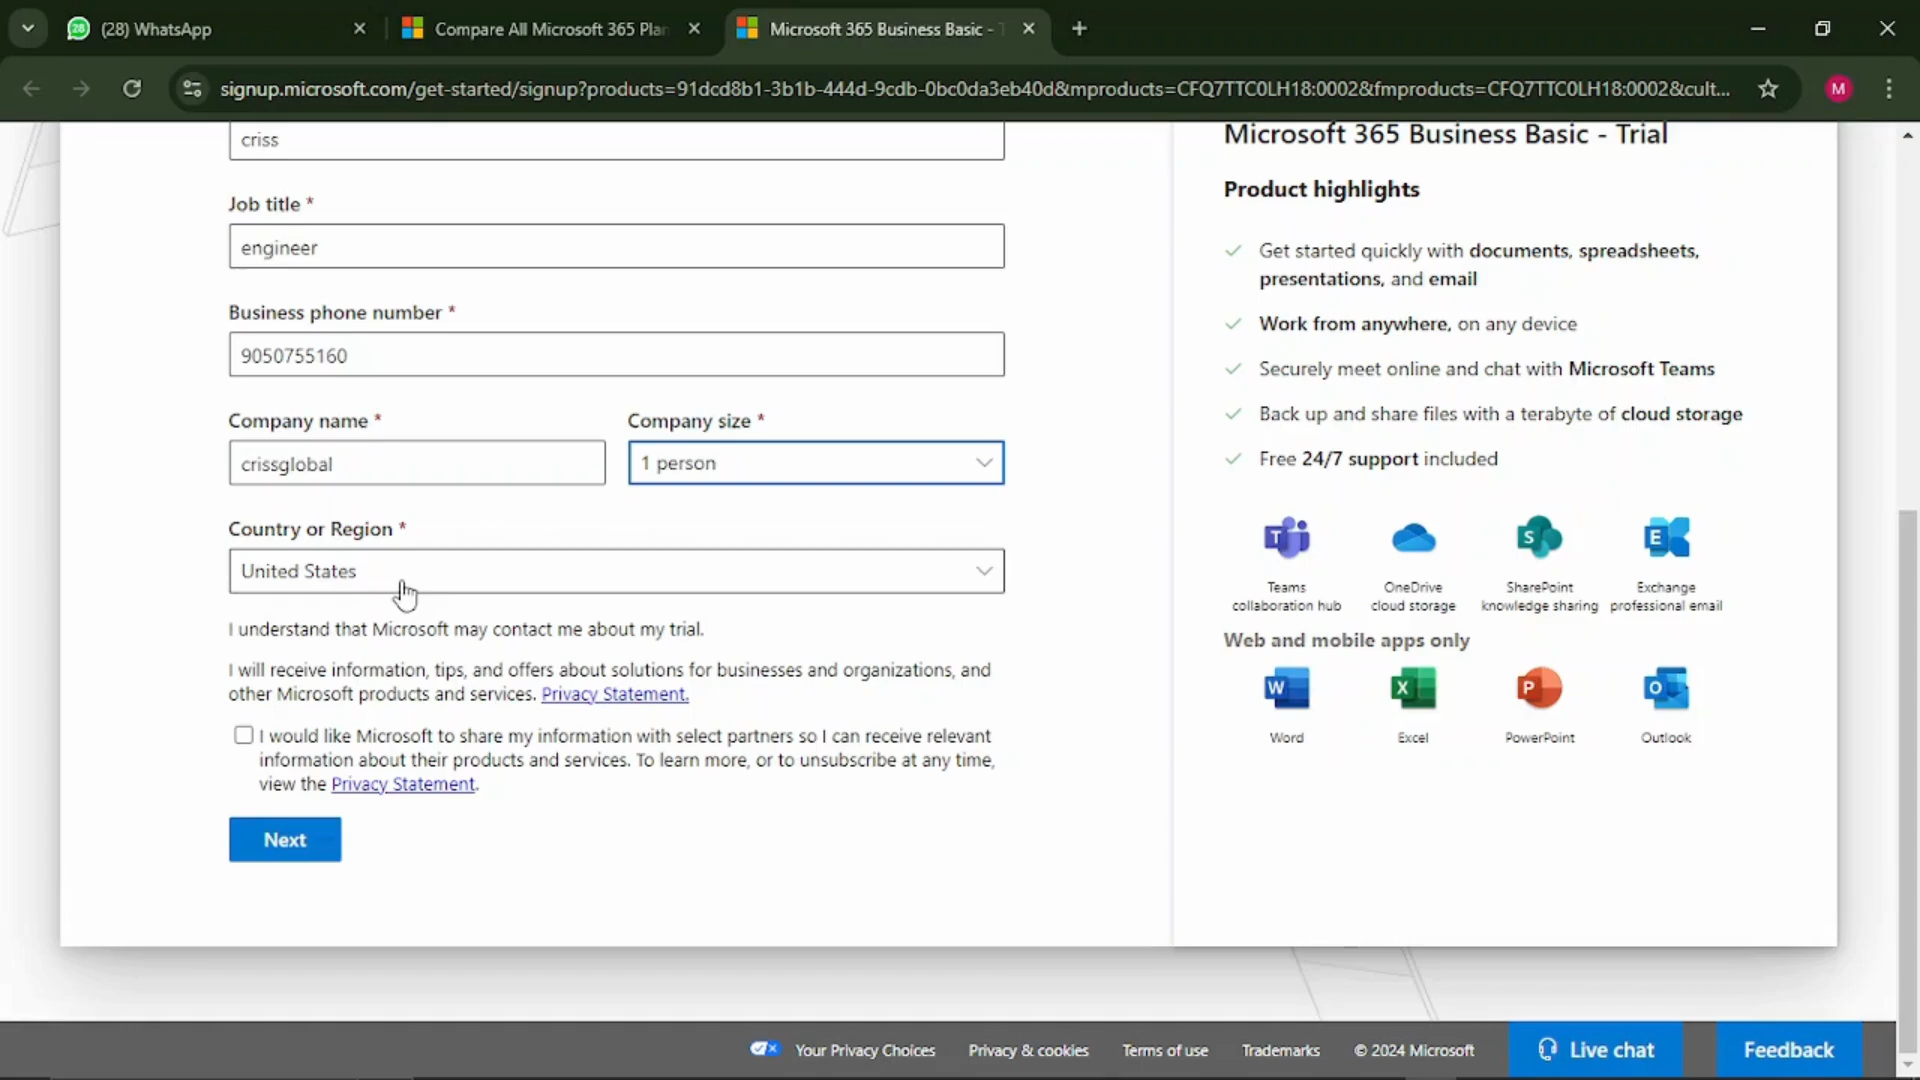 28
(28) WhatsApp
Compare All Microsoft 365 Plan
Microsoft 365 Business Basic -
signup.microsoft.com/get-started/signup?products=91dcd8b1-3b1b-444d-9cdb-0bc0da3eb40d&mproducts=CFQ7TTC0LH18:0002&fmproducts=CFQ7TTC0LH18:0002&cult...
M
criss
Job title *
engineer
Business phone number *
9050755160
Company name *
Company size *
crissglobal
1 person
Country or Region *
United States
I understand that Microsoft may contact me about my trial.
I will receive information, tips, and offers about solutions for businesses and organizations, and
other Microsoft products and services. Privacy Statement.
I would like Microsoft to share my information with select partners so I can receive relevant
information about their products and services. To learn more, or to unsubscribe at any time,
view the Privacy Statement.
Next
Microsoft 365 Business Basic - Trial
Product highlights
Get started quickly with documents, spreadsheets,
presentations, and email
Work from anywhere, on any device
Securely meet online and chat with Microsoft Teams
Back up and share files with a terabyte of cloud storage
Free 24/7 support included
T
S
E
Teams
collaboration hub
OneDrive
cloud storage
SharePoint
knowledge sharing
Exchange
professional email
Web and mobile apps only
W
X
P
O
Word
Excel
PowerPoint
Outlook
Your Privacy Choices
Privacy & cookies
Terms of use
Trademarks
© 2024 Microsoft
Live chat
Feedback